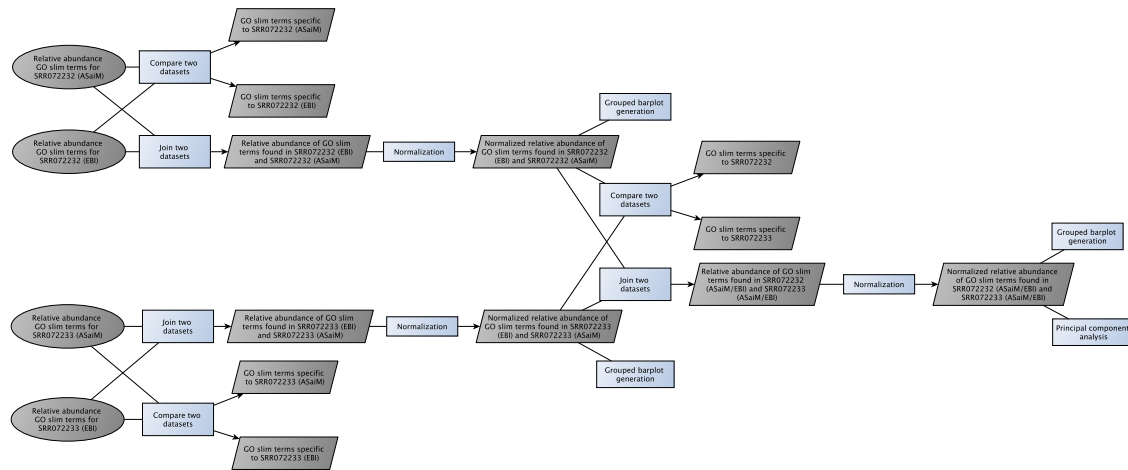 GO slim terms specific
to SRR072232 (ASaiM)
Relative abundance
GO slim terms for
SRR072232 (ASaiM)
Compare two
datasets
GO slim terms specific
to SRR072232 (EBI)
Grouped barplot
generation
Relative abundance
GO slim terms for
SRR072232 (EBI)
Join two
datasets
Relative abundance of GO slim
terms found in SRR072232 (EBI)
and SRR072232 (ASaiM)
Normalization
Normalized relative abundance of
GO slim terms found in SRR072232
(EBI) and SRR072232 (ASaiM)
GO slim terms specific
to SRR072232
Compare two
datasets
GO slim terms specific
to SRR072233
Grouped barplot
generation
Join two
datasets
Relative abundance of GO slim
terms found in SRR072232
(ASaiM/EBI) and SRR072233
(ASaiM/EBI)
Normalization
Normalized relative abundance
of GO slim terms found in
SRR072232 (ASaiM/EBI) and
SRR072233 (ASaiM/EBI)
Relative abundance
GO slim terms for
SRR072233 (ASaiM)
Join two
datasets
Relative abundance of GO slim
terms found in SRR072233 (EBI)
and SRR072233 (ASaiM)
Normalization
Normalized relative abundance of
GO slim terms found in SRR072233
(EBI) and SRR072233 (ASaiM)
Principal component
analysis
Grouped barplot
generation
GO slim terms specific
to SRR072233 (ASaiM)
Relative abundance
GO slim terms for
SRR072233 (EBI)
Compare two
datasets
GO slim terms specific
to SRR072233 (EBI)